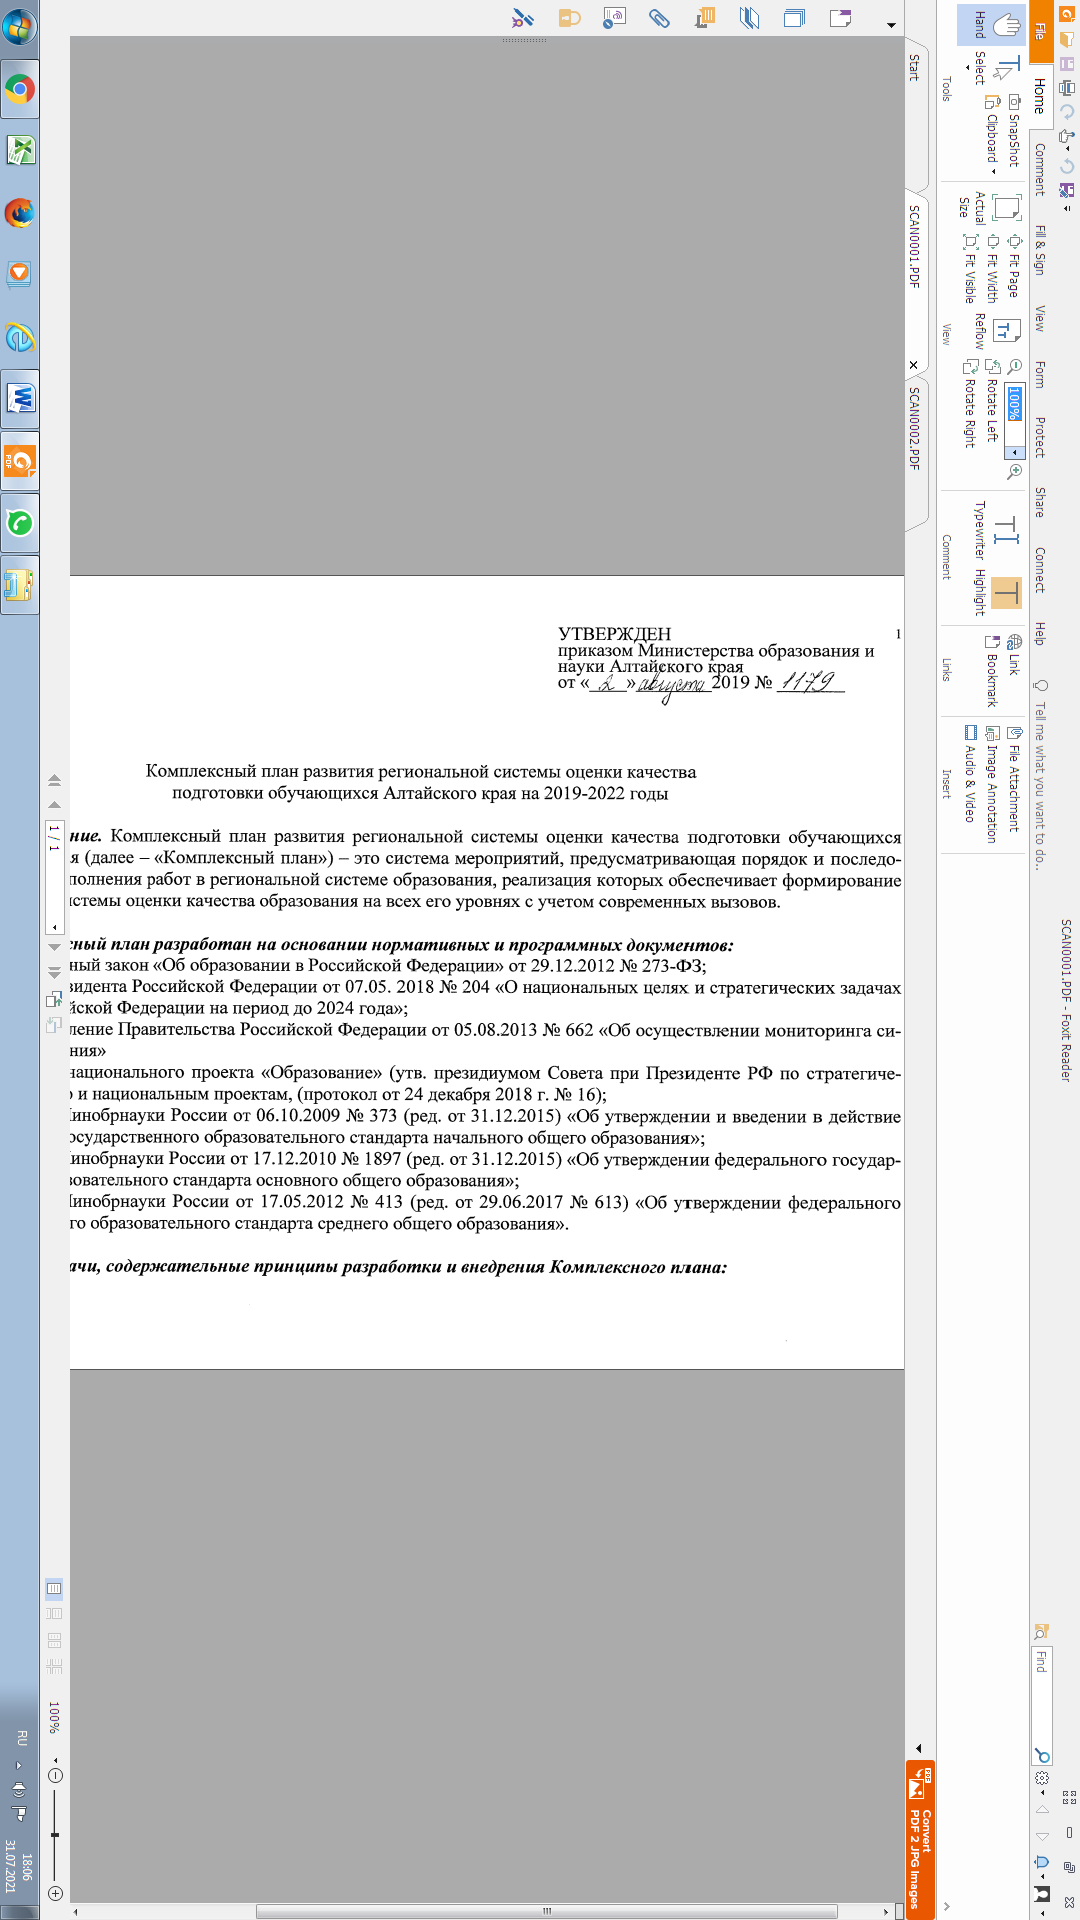 SCAN0001.PDF - Foxit Reader
File Home Comment Fill & Sign View Form Protect Share Connect Help Tell me what you want to do.. Find
Hand Select SnapShot Clipboard
Tools
Actual Size Fit Page Fit Width Fit Visible Reflow 100% Rotate Left Rotate Right
View
Typewriter Highlight
Comment
Link Bookmark
Links
File Attachment Image Annotation Audio & Video
Insert
Start SCAN0001.PDF SCAN0002.PDF
Convert
PDF 2 JPG Images
1
УТВЕРЖДЕН
приказом Министерства образования и
науки Алтайского края
от « 2 » августа 2019 № 1179
Комплексный план развития региональной системы оценки качества
подготовки обучающихся Алтайского края на 2019-2022 годы
ние. Комплексный план развития региональной системы оценки качества подготовки обучающихся
я (далее – «Комплексный план») – это система мероприятий, предусматривающая порядок и последо-
полнения работ в региональной системе образования, реализация которых обеспечивает формирование
истемы оценки качества образования на всех его уровнях с учетом современных вызовов.
сный план разработан на основании нормативных и программных документов:
ный закон «Об образовании в Российской Федерации» от 29.12.2012 № 273-ФЗ;
зидента Российской Федерации от 07.05. 2018 № 204 «О национальных целях и стратегических задачах
йской Федерации на период до 2024 года»;
ление Правительства Российской Федерации от 05.08.2013 № 662 «Об осуществлении мониторинга си-
ния»
национального проекта «Образование» (утв. президиумом Совета при Президенте РФ по стратегиче-
о и национальным проектам, (протокол от 24 декабря 2018 г. № 16);
Минобрнауки России от 06.10.2009 № 373 (ред. от 31.12.2015) «Об утверждении и введении в действие
осударственного образовательного стандарта начального общего образования»;
Минобрнауки России от 17.12.2010 № 1897 (ред. от 31.12.2015) «Об утверждении федерального государ-
зовательного стандарта основного общего образования»;
Минобрнауки России от 17.05.2012 № 413 (ред. от 29.06.2017 № 613) «Об утверждении федерального
го образовательного стандарта среднего общего образования».
ачи, содержательные принципы разработки и внедрения Комплексного плана:
1 / 1
100%
RU
18:06
31.07.2021